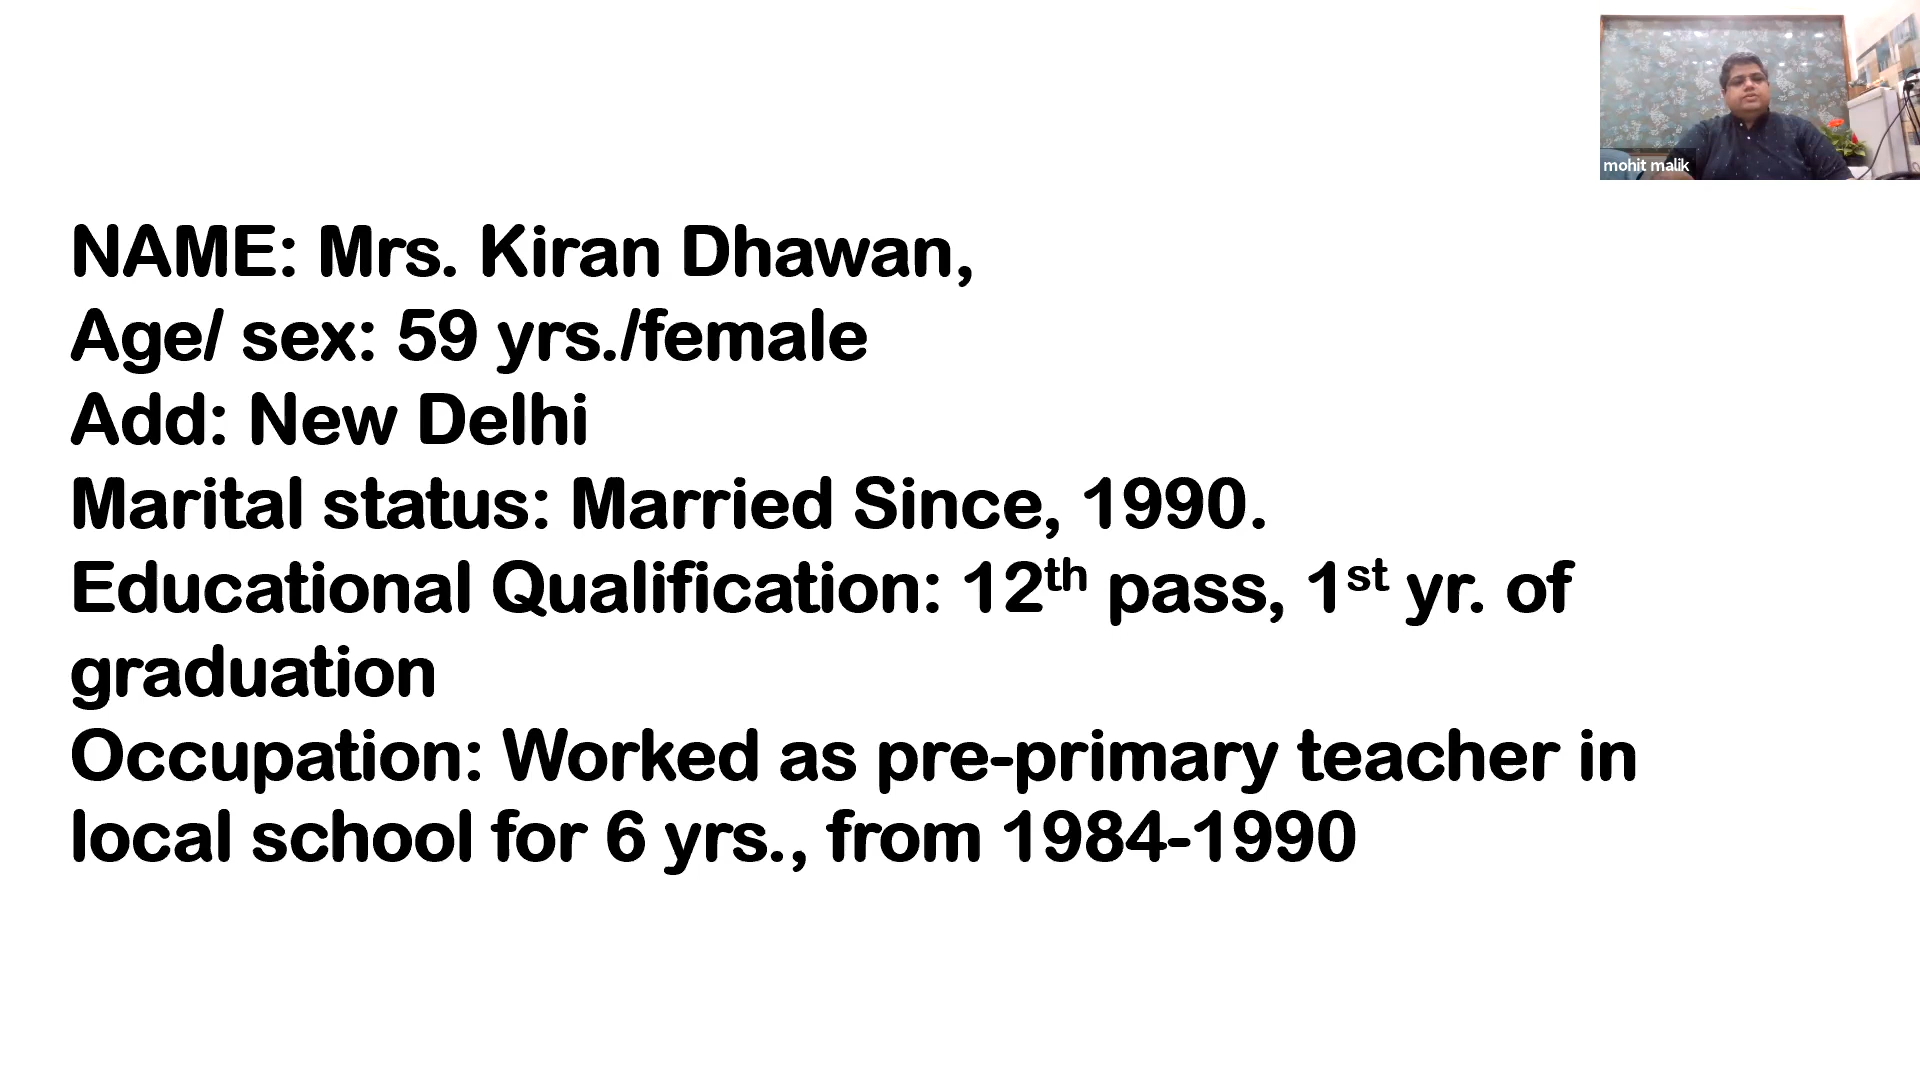 mohit malik
NAME: Mrs. Kiran Dhawan,
Age/ sex: 59 yrs./female
Add: New Delhi
Marital status: Married Since, 1990.
Educational Qualification: 12th pass, 1st yr. of
graduation
Occupation: Worked as pre-primary teacher in
local school for 6 yrs., from 1984-1990